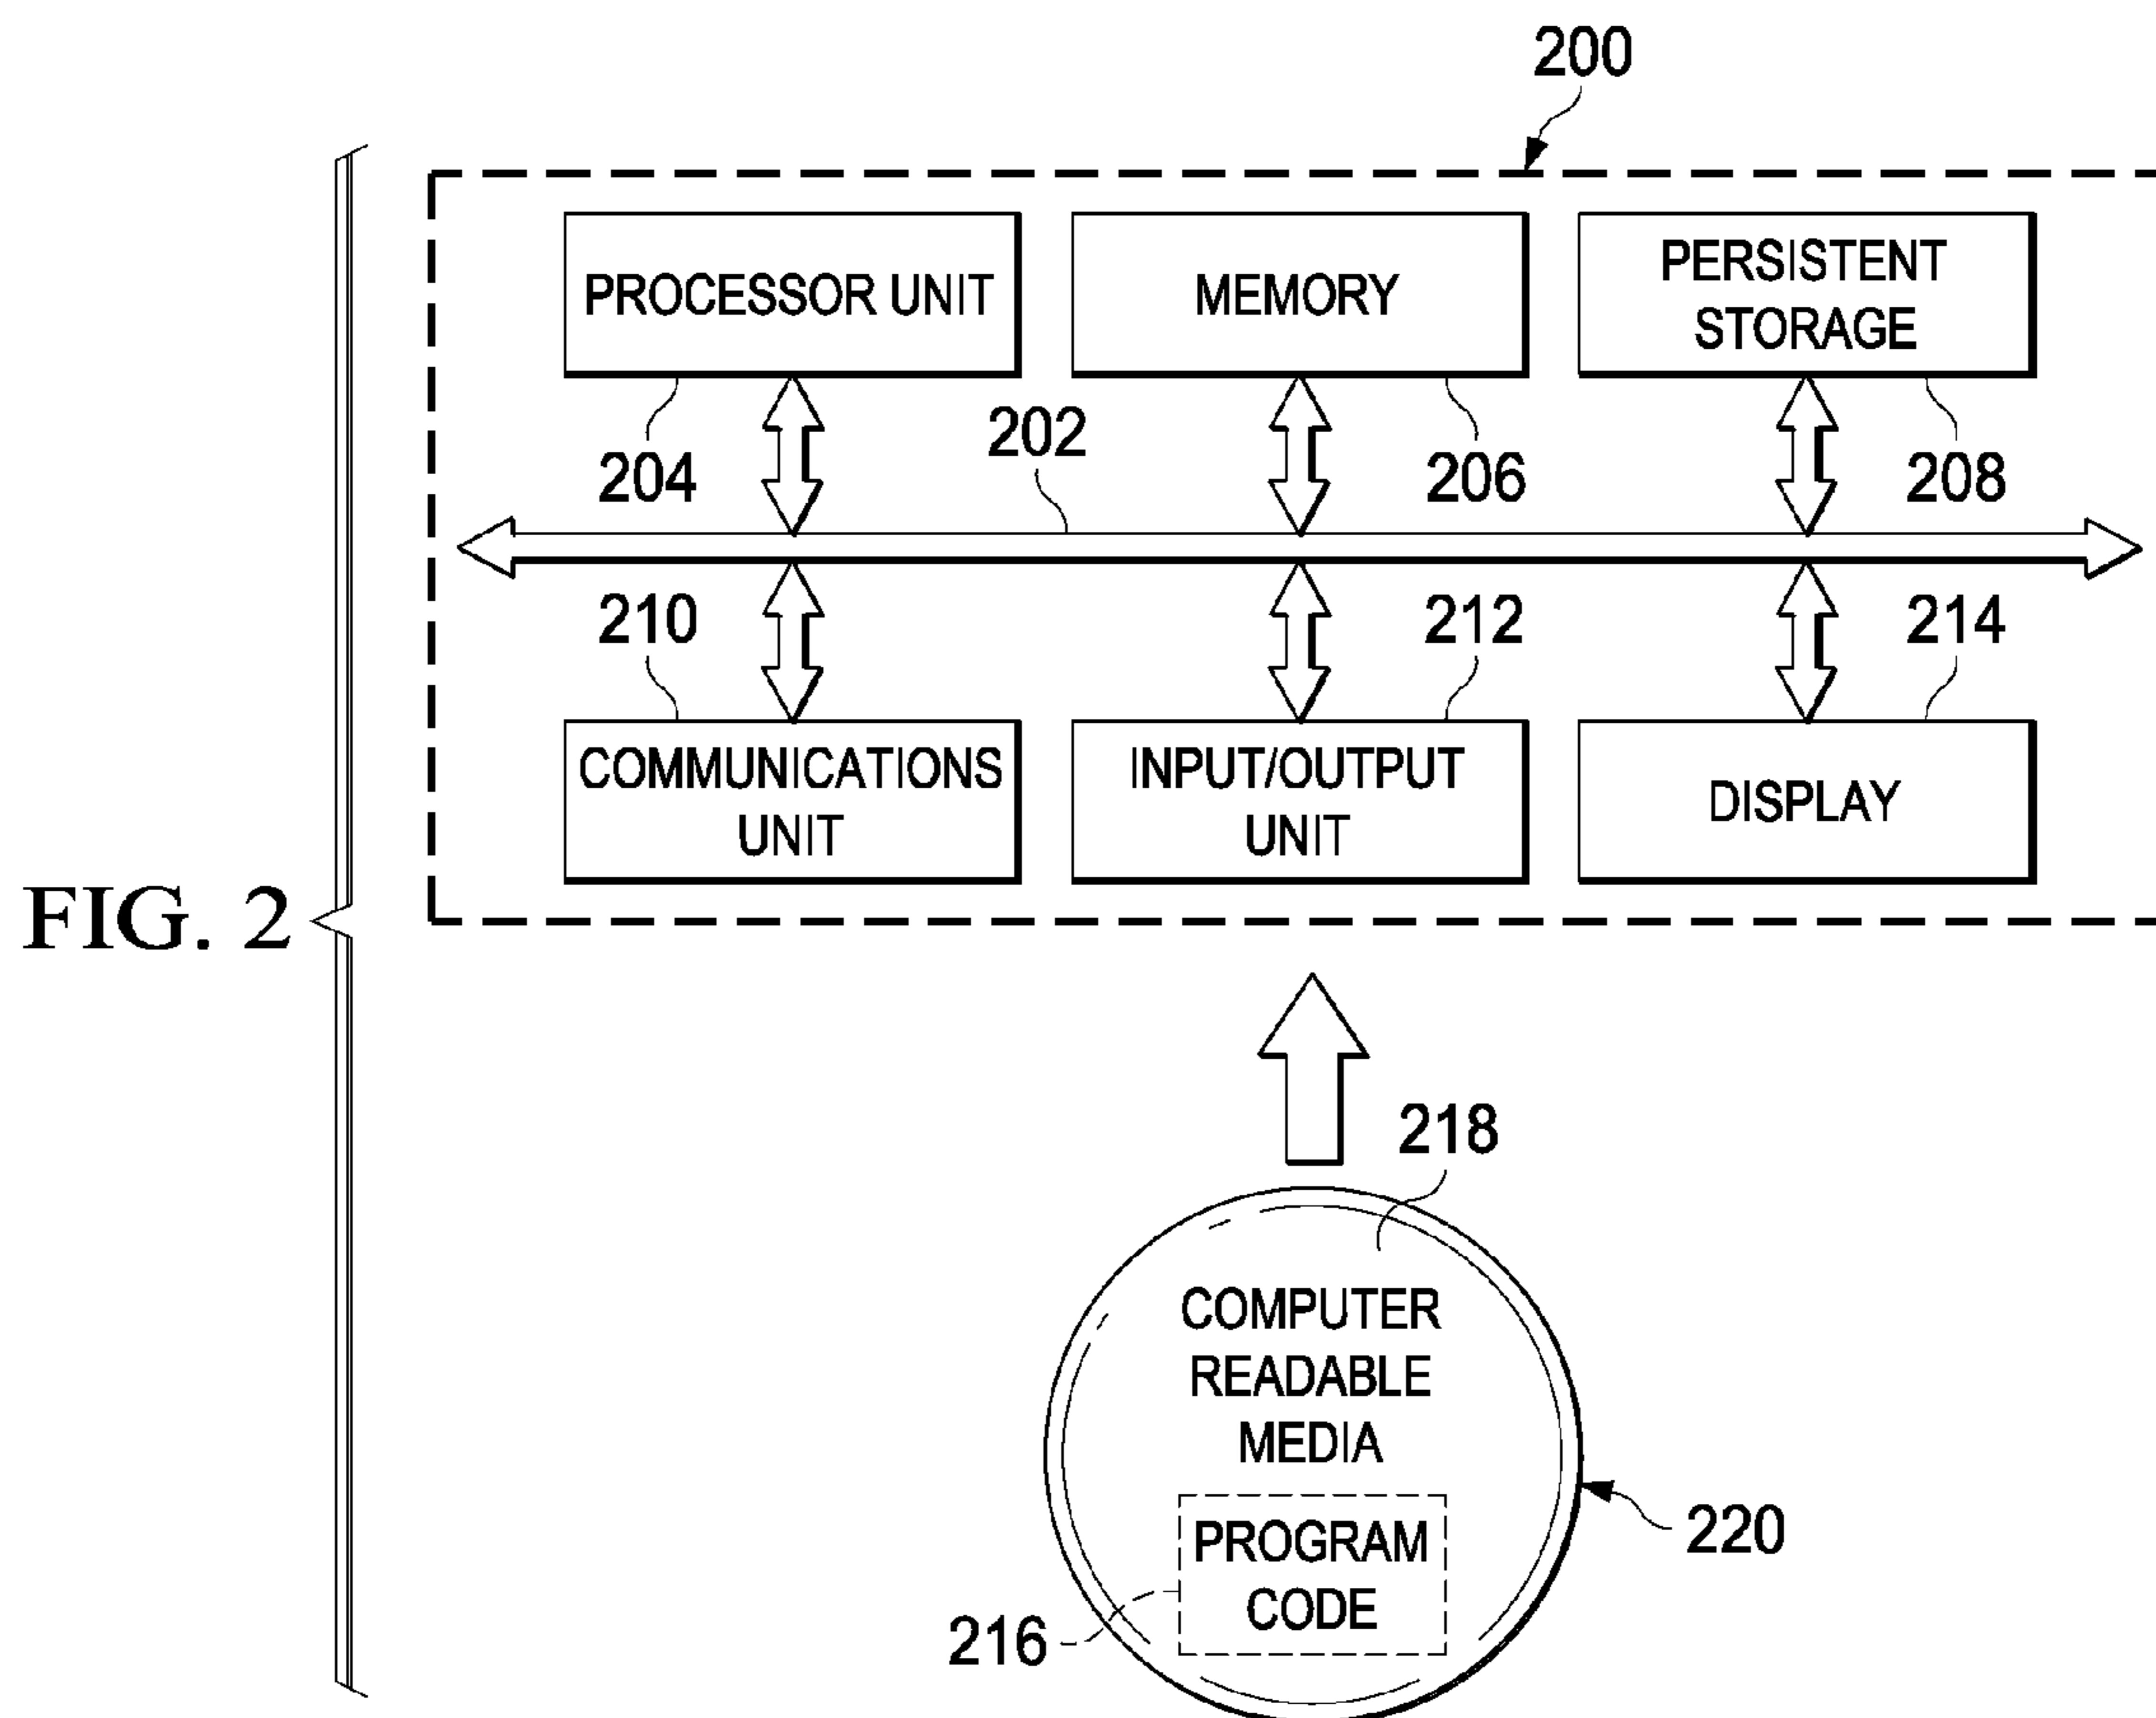 200
PROCESSOR UNIT
MEMORY
PERSISTENT
STORAGE
204
202
206
208
210
212
214
COMMUNICATIONS
UNIT
INPUT/OUTPUT
UNIT
DISPLAY
FIG. 2
218
COMPUTER
READABLE
MEDIA
PROGRAM
CODE
220
216